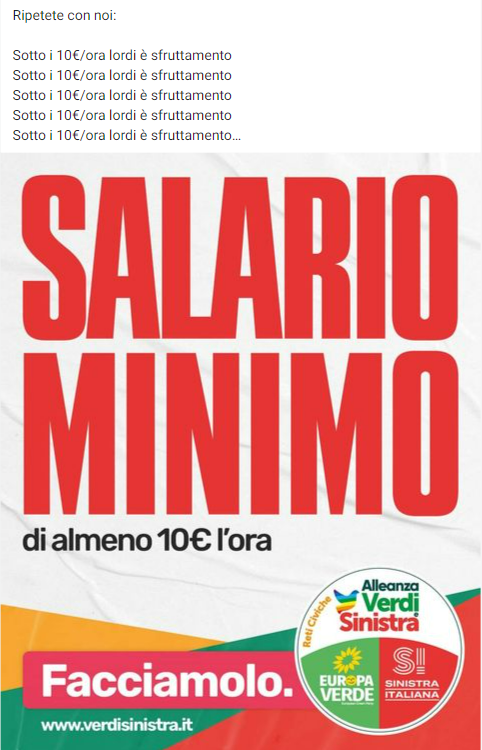 Ripetete con noi:
Sotto i 10€/ora lordi è sfruttamento
Sotto i 10€/ora lordi è sfruttamento
Sotto i 10€/ora lordi è sfruttamento
Sotto i 10€/ora lordi è sfruttamento
Sotto i 10€/ora lordi è sfruttamento...
SALARIO
MINIMO
di almeno 10€ l'ora
Reti Civiche
Alleanza
Verdi
Sinistra
EUROPA
VERDE
SI
SINISTRA
ITALIANA
Facciamolo.
www.verdisinistra.it